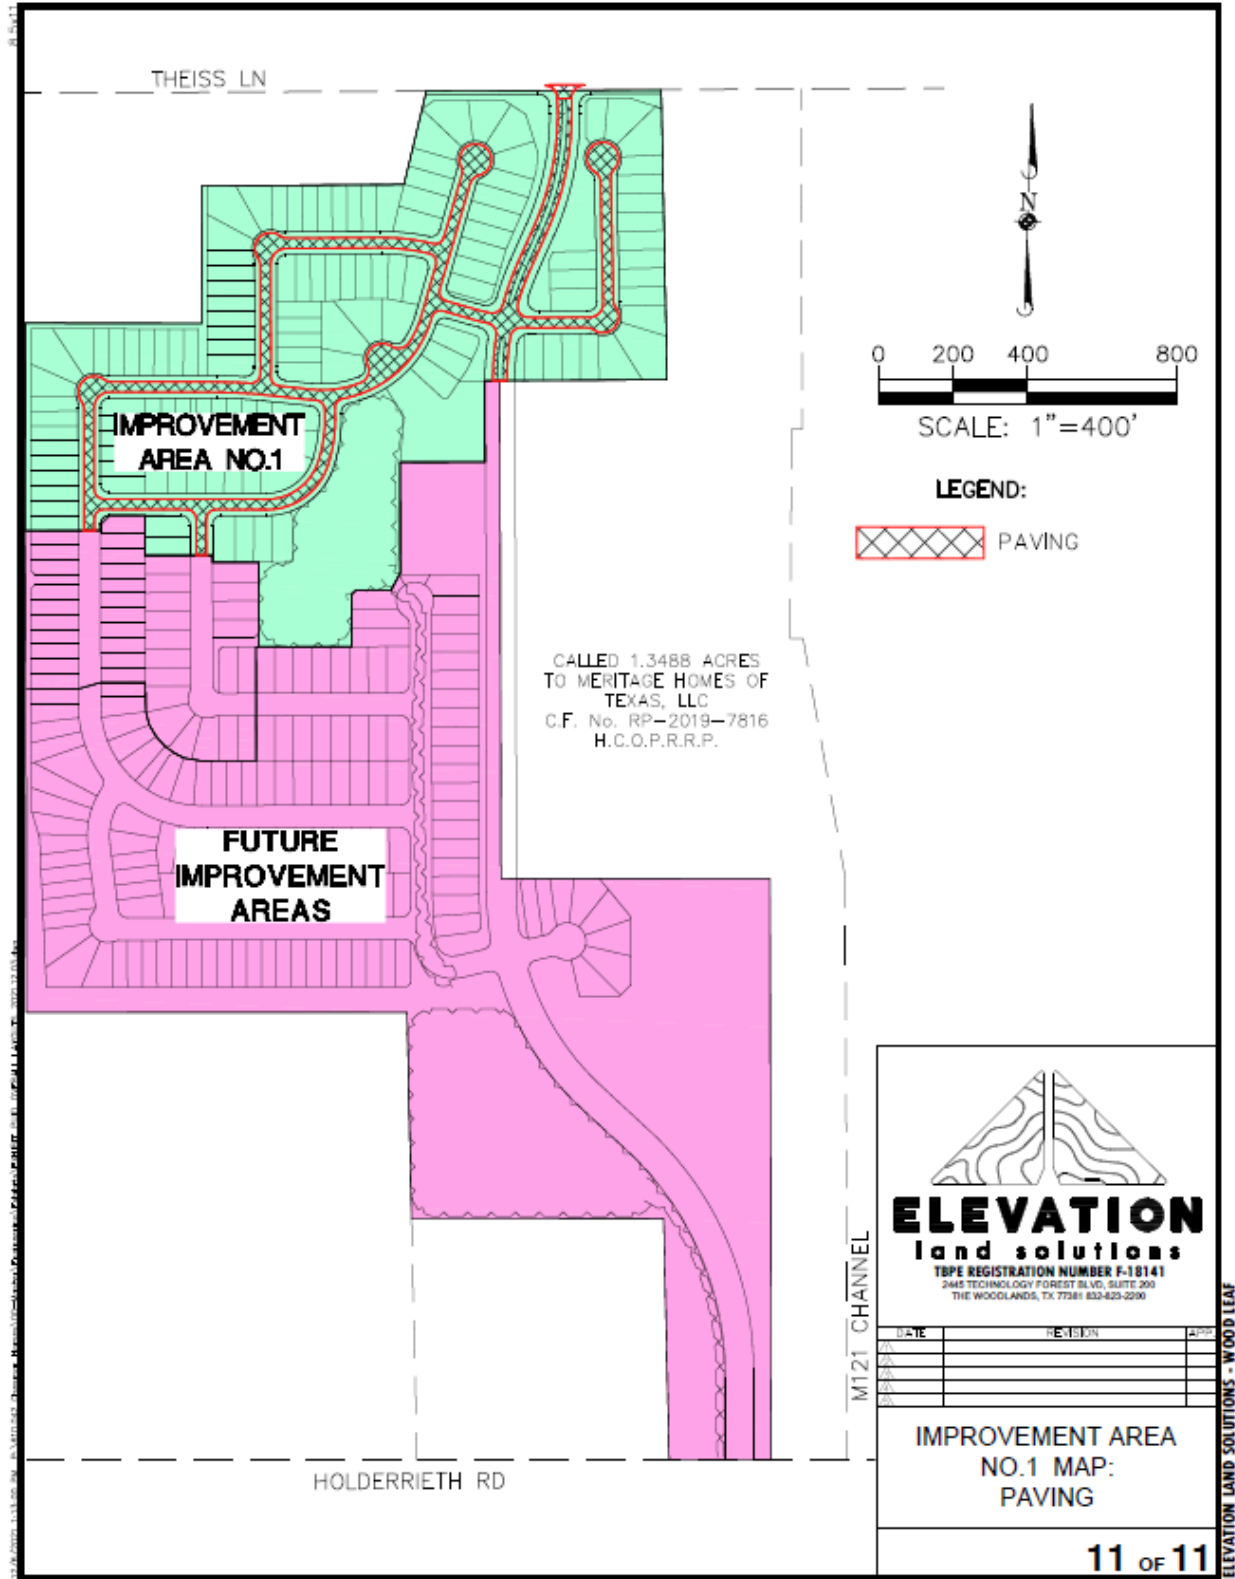 8.5x11
THEISS LN
N
0 200 400 800
SCALE: 1"=400'
LEGEND:
PAVING
IMPROVEMENT
AREA NO.1
CALLED 1.3488 ACRES
TO MERITAGE HOMES OF
TEXAS, LLC
C.F. No. RP-2019-7816
H.C.O.P.R.R.P.
FUTURE
IMPROVEMENT
AREAS
M121 CHANNEL
HOLDERRIETH RD
ELEVATION
land solutions
TBPE REGISTRATION NUMBER F-18141
2445 TECHNOLOGY FOREST BLVD, SUITE 200
THE WOODLANDS, TX 77381 832-823-2200
DATE REVISION APP.
IMPROVEMENT AREA
NO.1 MAP:
PAVING
11 OF 11
ELEVATION LAND SOLUTIONS - WOOD LEAF